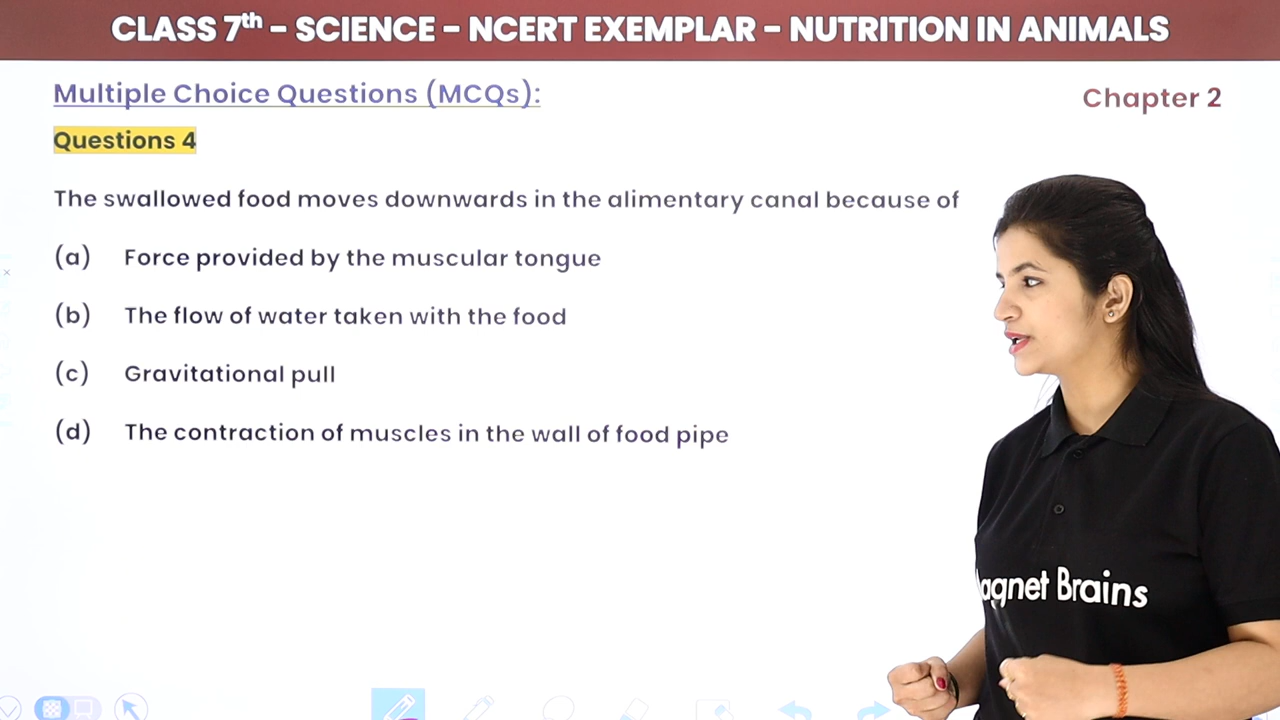 CLASS 7th - SCIENCE - NCERT EXEMPLAR - NUTRITION IN ANIMALS
Multiple Choice Questions (MCQs):
Chapter 2
Questions 4
The swallowed food moves downwards in the alimentary canal because of
(a) Force provided by the muscular tongue
(b) The flow of water taken with the food
(c) Gravitational pull
(d) The contraction of muscles in the wall of food pipe
agnet Brains